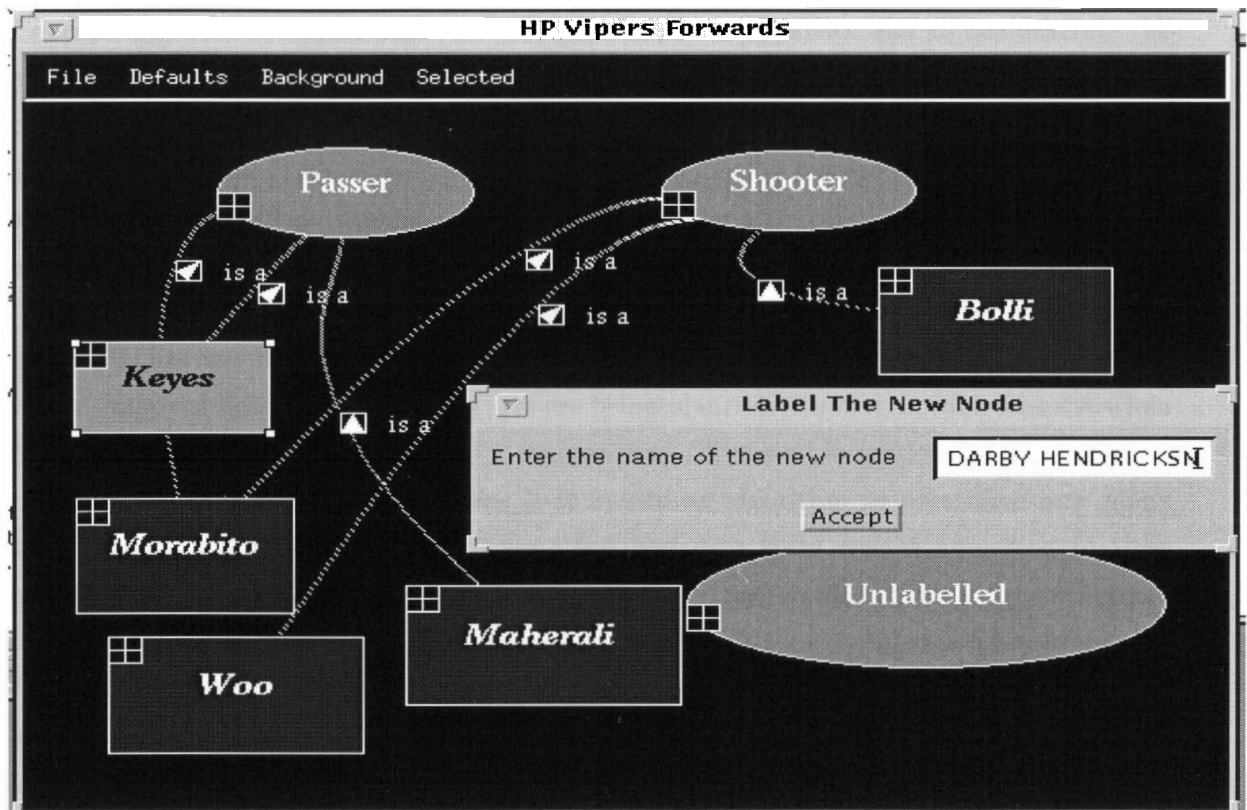 HP Vipers Forwards
File Defaults Background Selected
Passer
Shooter
is a
is a
is a
is a
is a
Bolli
Keyes
is a
Label The New Node
Enter the name of the new node DARBY HENDRICKSN
Accept
Morabito
Maherali
Unlabelled
Woo